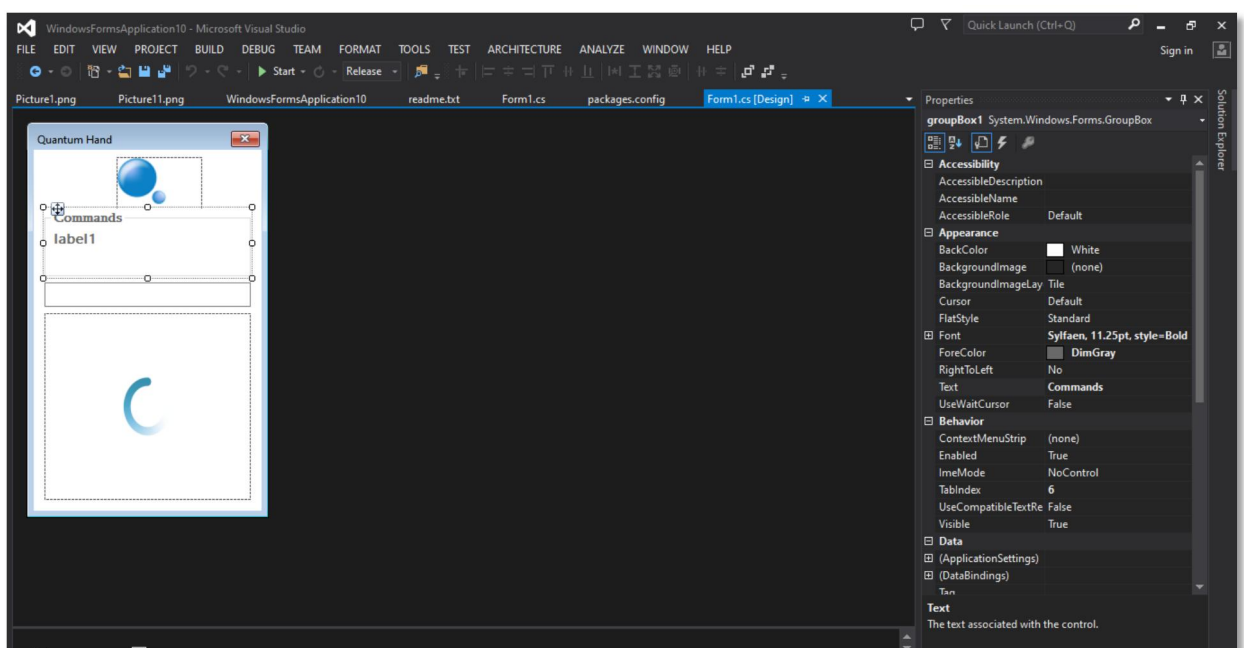 WindowsFormsApplication10 - Microsoft Visual Studio
Quick Launch (Ctrl+Q)
FILE EDIT VIEW PROJECT BUILD DEBUG TEAM FORMAT TOOLS TEST ARCHITECTURE ANALYZE WINDOW HELP
Sign in
Start Release
Picture1.png Picture11.png WindowsFormsApplication10 readme.txt Form1.cs packages.config Form1.cs [Design]
Quantum Hand
Commands
label1
Properties
groupBox1 System.Windows.Forms.GroupBox
Accessibility
AccessibleDescription
AccessibleName
AccessibleRole Default
Appearance
BackColor White
BackgroundImage (none)
BackgroundImageLay Tile
Cursor Default
FlatStyle Standard
Font Sylfaen, 11.25pt, style=Bold
ForeColor DimGray
RightToLeft No
Text Commands
UseWaitCursor False
Behavior
ContextMenuStrip (none)
Enabled True
ImeMode NoControl
TabIndex 6
UseCompatibleTextRe False
Visible True
Data
(ApplicationSettings)
(DataBindings)
Tag
Text
The text associated with the control.
Solution Explorer